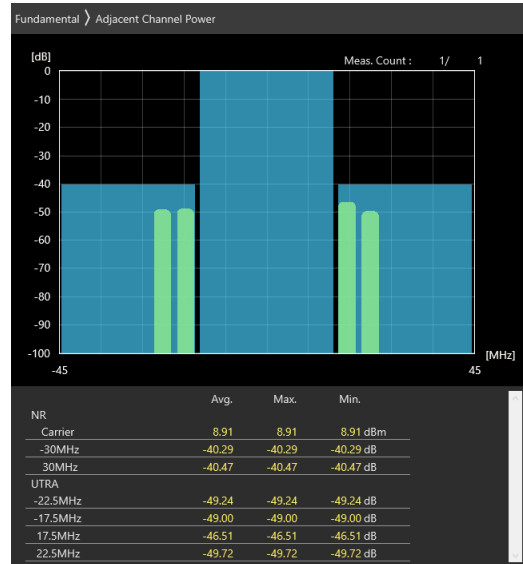 Fundamental 〉 Adjacent Channel Power
[dB]
Meas. Count : 1/ 1
0
-10
-20
-30
-40
-50
-60
-70
-80
-90
-100
[MHz]
-45 45
Avg. Max. Min.
NR
Carrier 8.91 8.91 8.91 dBm
-30MHz -40.29 -40.29 -40.29 dB
30MHz -40.47 -40.47 -40.47 dB
UTRA
-22.5MHz -49.24 -49.24 -49.24 dB
-17.5MHz -49.00 -49.00 -49.00 dB
17.5MHz -46.51 -46.51 -46.51 dB
22.5MHz -49.72 -49.72 -49.72 dB